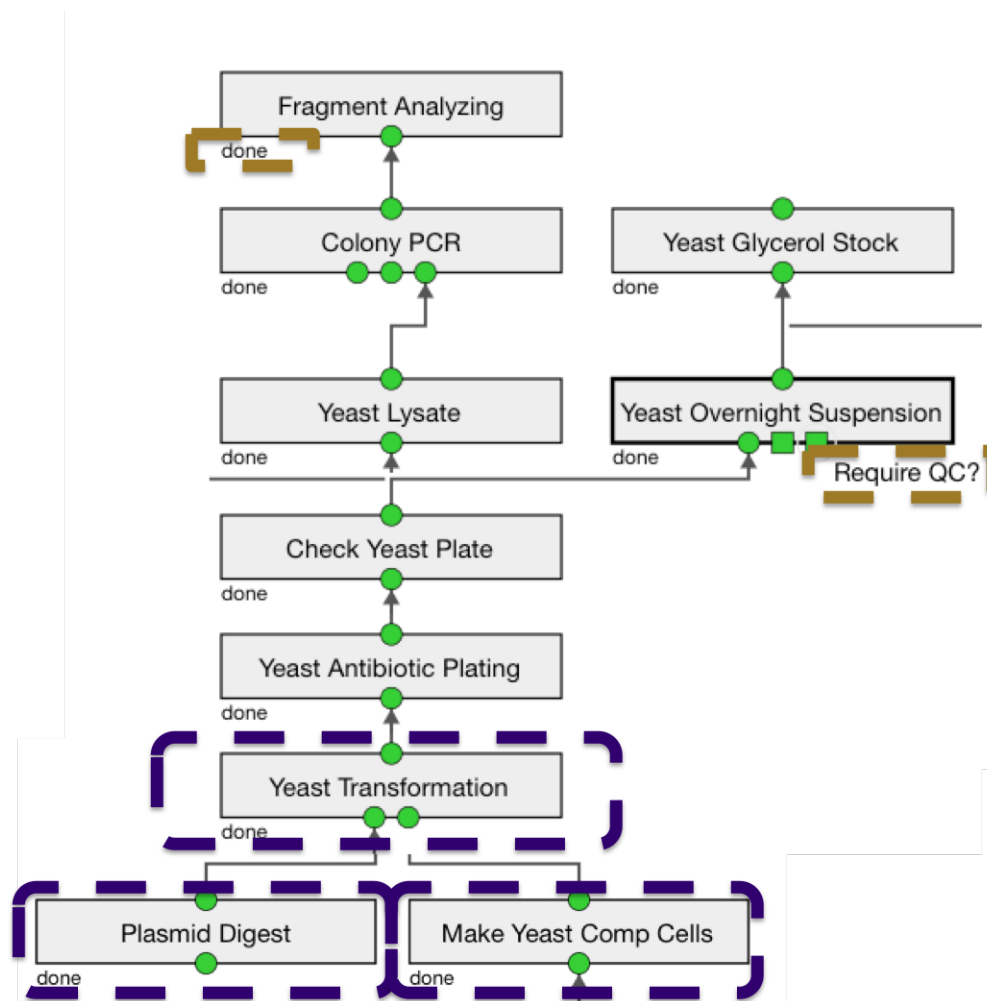 Fragment Analyzing
done
Colony PCR
done
Yeast Glycerol Stock
done
Yeast Lysate
done
Yeast Overnight Suspension
done
Require QC?
Check Yeast Plate
done
Yeast Antibiotic Plating
done
Yeast Transformation
done
Plasmid Digest
done
Make Yeast Comp Cells
done